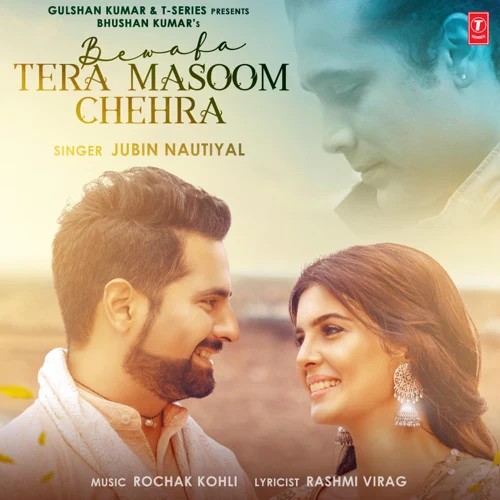 GULSHAN KUMAR & T-SERIES PRESENTS
BHUSHAN KUMAR's
T-SERIES
Bewafa
TERA MASOOM
CHEHRA
SINGER JUBIN NAUTIYAL
MUSIC ROCHAK KOHLI LYRICIST RASHMI VIRAG